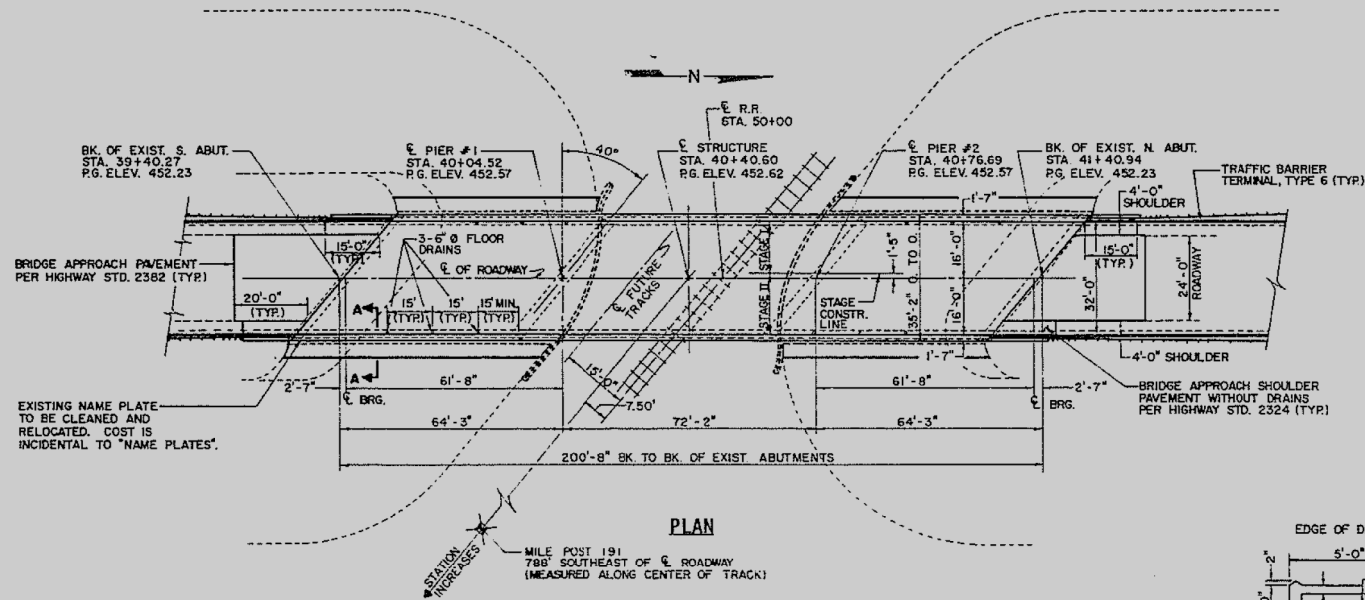 N
℄ R.R.
STA. 50+00
BK. OF EXIST. S. ABUT.
STA. 39+40.27
P.G. ELEV. 452.23
℄ PIER #1
STA. 40+04.52
P.G. ELEV. 452.57
40°
℄ STRUCTURE
STA. 40+40.60
P.G. ELEV. 452.62
℄ PIER #2
STA. 40+76.69
P.G. ELEV. 452.57
BK. OF EXIST. N. ABUT.
STA. 41+40.94
P.G. ELEV. 452.23
TRAFFIC BARRIER
TERMINAL, TYPE 6 (TYP.)
4'-0"
SHOULDER
1'-7"
15'-0"
(TYP.)
3-6" Ø FLOOR
DRAINS
℄ OF ROADWAY
BRIDGE APPROACH PAVEMENT
PER HIGHWAY STD. 2382 (TYP.)
20'-0"
(TYP.)
A
15'
(TYP.)
15'
(TYP.)
15' MIN.
(TYP.)
℄ FUTURE
TRACKS
STAGE II STAGE I
STAGE
CONSTR.
LINE
1'-5"
35'-2" O. TO O.
16'-0"
16'-0"
15'-0"
(TYP.)
32'-0"
24'-0"
ROADWAY
4'-0" SHOULDER
1'-7"
A
2'-7"
61'-8"
℄ BRG.
15'-0"
7.50'
61'-8"
℄ BRG.
2'-7"
BRIDGE APPROACH SHOULDER
PAVEMENT WITHOUT DRAINS
PER HIGHWAY STD. 2324 (TYP.)
EXISTING NAME PLATE
TO BE CLEANED AND
RELOCATED. COST IS
INCIDENTAL TO "NAME PLATES".
64'-3"
72'-2"
64'-3"
200'-8" BK. TO BK. OF EXIST. ABUTMENTS
PLAN
STATION
INCREASES
MILE POST 191
788' SOUTHEAST OF ℄ ROADWAY
(MEASURED ALONG CENTER OF TRACK)
EDGE OF D
5'-0"
2"